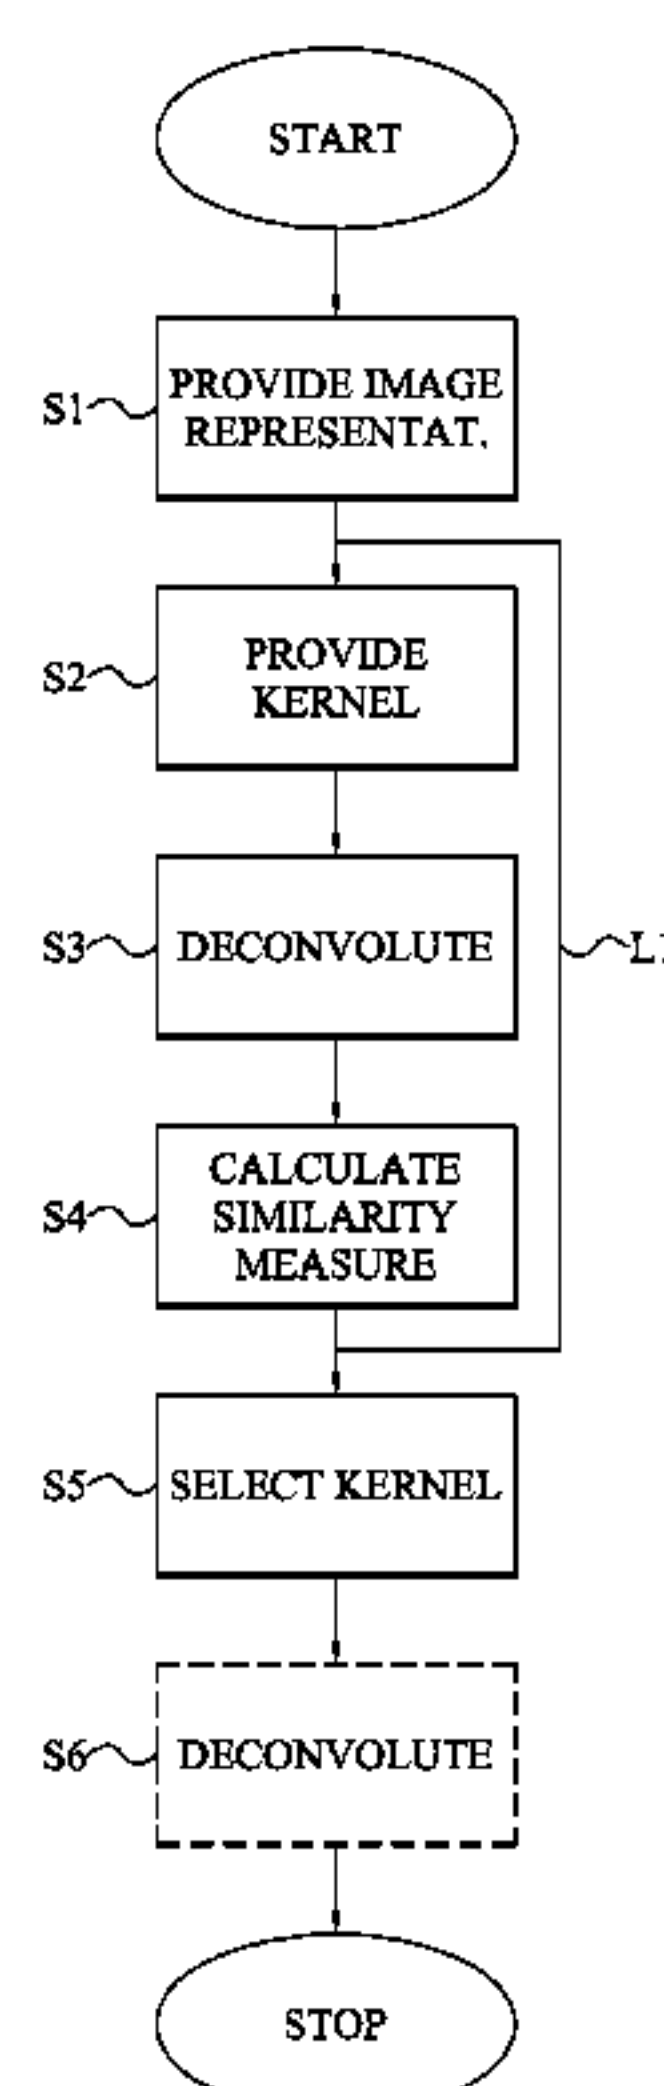 START
S1
PROVIDE IMAGE
REPRESENTAT.
S2
PROVIDE
KERNEL
S3
DECONVOLUTE
L1
S4
CALCULATE
SIMILARITY
MEASURE
S5
SELECT KERNEL
S6
DECONVOLUTE
STOP